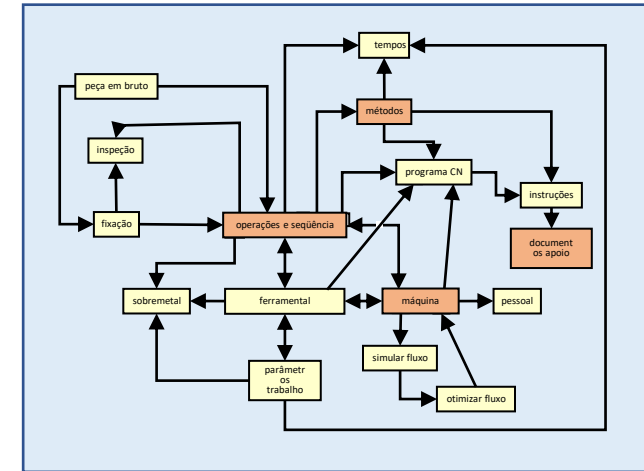 tempos
peça em bruto
métodos
inspeção
programa CN
instruções
fixação
operações e seqüência
document
os apoio
sobremetal
ferramental
máquina
pessoal
simular fluxo
parâmetr
os
trabalho
otimizar fluxo